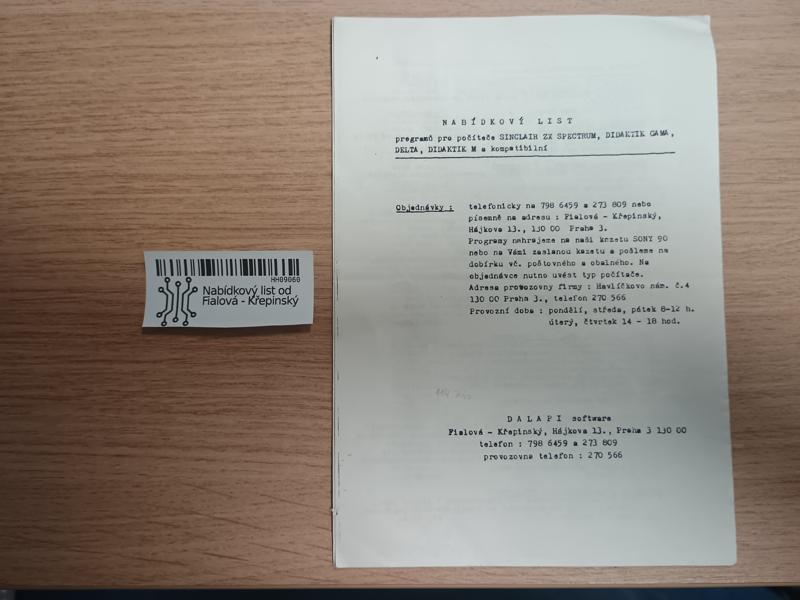 HH09060
Nabídkový list od
Fialová - Křepinský
NABÍDKOVÝ LIST
programů pro počítače SINCLAIR ZX SPECTRUM, DIDAKTIK GAMA,
DELTA, DIDAKTIK M a kompatibilní
Objednávky : telefonicky na 798 6459 a 273 809 nebo
písemně na adresu : Fialová - Křepinský,
Hájkova 13., 130 00 Praha 3.
Programy nahrajeme na naši kazetu SONY 90
nebo na Vámi zaslanou kazetu a pošleme na
dobírku vč. poštovného a obalného. Na
objednávce nutno uvést typ počítače.
Adresa provozovny firmy : Havlíčkovo nám. č.4
130 00 Praha 3., telefon 270 566
Provozní doba : pondělí, středa, pátek 8-12 h.
úterý, čtvrtek 14 - 18 hod.
DALAPI software
Fialová - Křepinský, Hájkova 13., Praha 3 130 00
telefon : 798 6459 a 273 809
provozovna telefon : 270 566